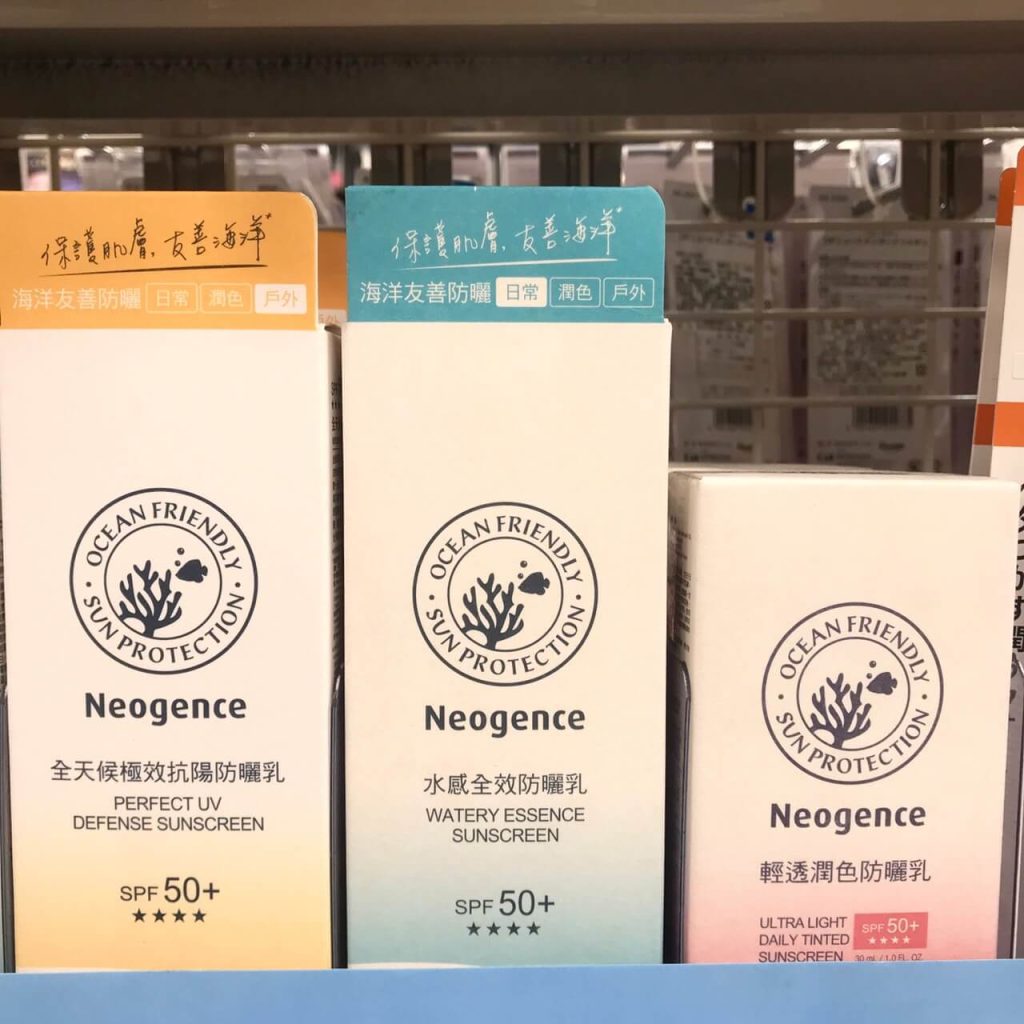 保護肌膚,友善海洋*
海洋友善防曬 日常 潤色 戶外
OCEAN FRIENDLY
SUN PROTECTION
Neogence
全天候極效抗陽防曬乳
PERFECT UV
DEFENSE SUNSCREEN
SPF 50+
★★★★
保護肌膚,友善海洋*
海洋友善防曬 日常 潤色 戶外
OCEAN FRIENDLY
SUN PROTECTION
Neogence
水感全效防曬乳
WATERY ESSENCE
SUNSCREEN
SPF 50+
★★★★
OCEAN FRIENDLY
SUN PROTECTION
Neogence
輕透潤色防曬乳
ULTRA LIGHT
DAILY TINTED
SUNSCREEN
SPF 50+
★★★★
30 mL / 1.0 FL. OZ.